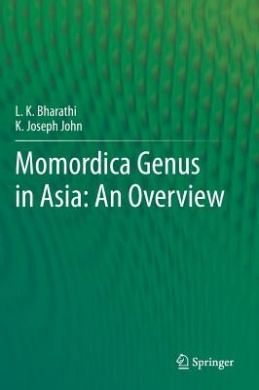 L. K. Bharathi
K. Joseph John
Momordica Genus
in Asia: An Overview
Springer